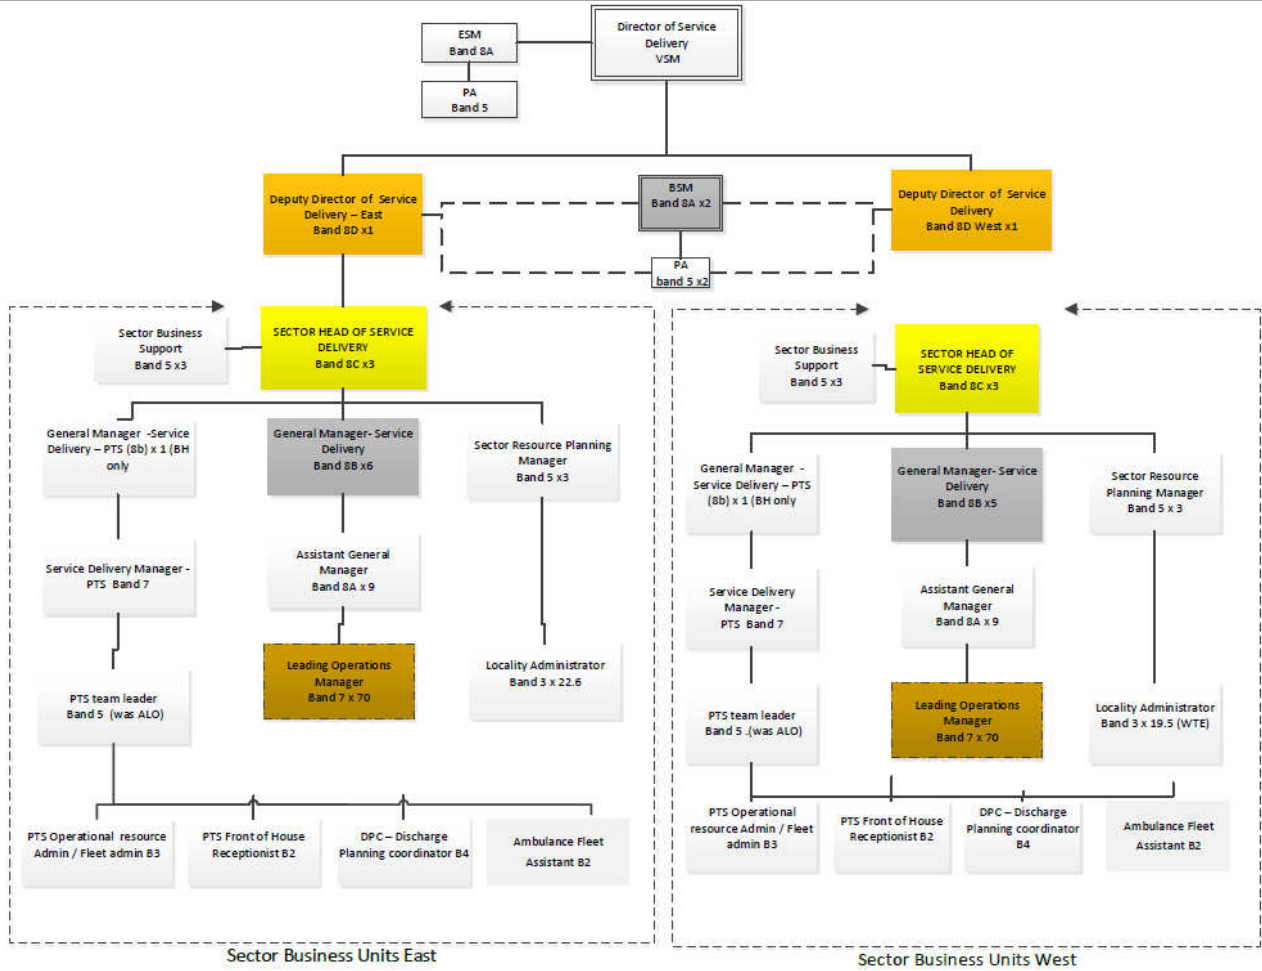 ESM
Band 8A
Director of Service
Delivery
VSM
PA
Band 5
Deputy Director of Service
Delivery – East
Band 8D x1
BSM
Band 8A x2
PA
band 5 x2
Deputy Director of Service
Delivery
Band 8D West x1
Sector Business
Support
Band 5 x3
SECTOR HEAD OF SERVICE
DELIVERY
Band 8C x3
General Manager -Service
Delivery – PTS (8b) x 1 (BH
only
General Manager- Service
Delivery
Band 8B x6
Sector Resource Planning
Manager
Band 5 x3
Service Delivery Manager -
PTS Band 7
Assistant General
Manager
Band 8A x 9
PTS team leader
Band 5 (was ALO)
Leading Operations
Manager
Band 7 x 70
Locality Administrator
Band 3 x 22.6
PTS Operational resource
Admin / Fleet admin B3
PTS Front of House
Receptionist B2
DPC – Discharge
Planning coordinator B4
Ambulance Fleet
Assistant B2
Sector Business Units East
Sector Business
Support
Band 5 x3
SECTOR HEAD OF
SERVICE DELIVERY
Band 8C x3
General Manager -
Service Delivery – PTS
(8b) x 1 (BH only
General Manager- Service
Delivery
Band 8B x5
Sector Resource
Planning Manager
Band 5 x 3
Service Delivery
Manager -
PTS Band 7
Assistant General
Manager
Band 8A x 9
PTS team leader
Band 5 .(was ALO)
Leading Operations
Manager
Band 7 x 70
Locality Administrator
Band 3 x 19.5 (WTE)
PTS Operational
resource Admin / Fleet
admin B3
PTS Front of House
Receptionist B2
DPC – Discharge
Planning coordinator
B4
Ambulance Fleet
Assistant B2
Sector Business Units West